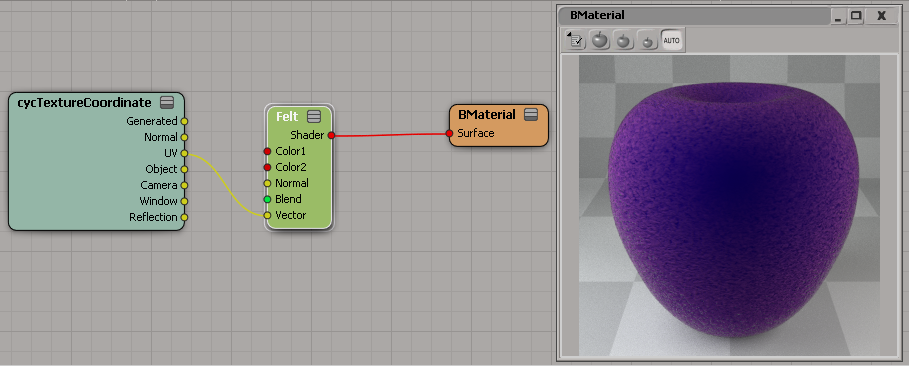 cycTextureCoordinate
Generated
Normal
UV
Object
Camera
Window
Reflection
Felt
Shader
Color1
Color2
Normal
Blend
Vector
BMaterial
Surface
BMaterial
AUTO